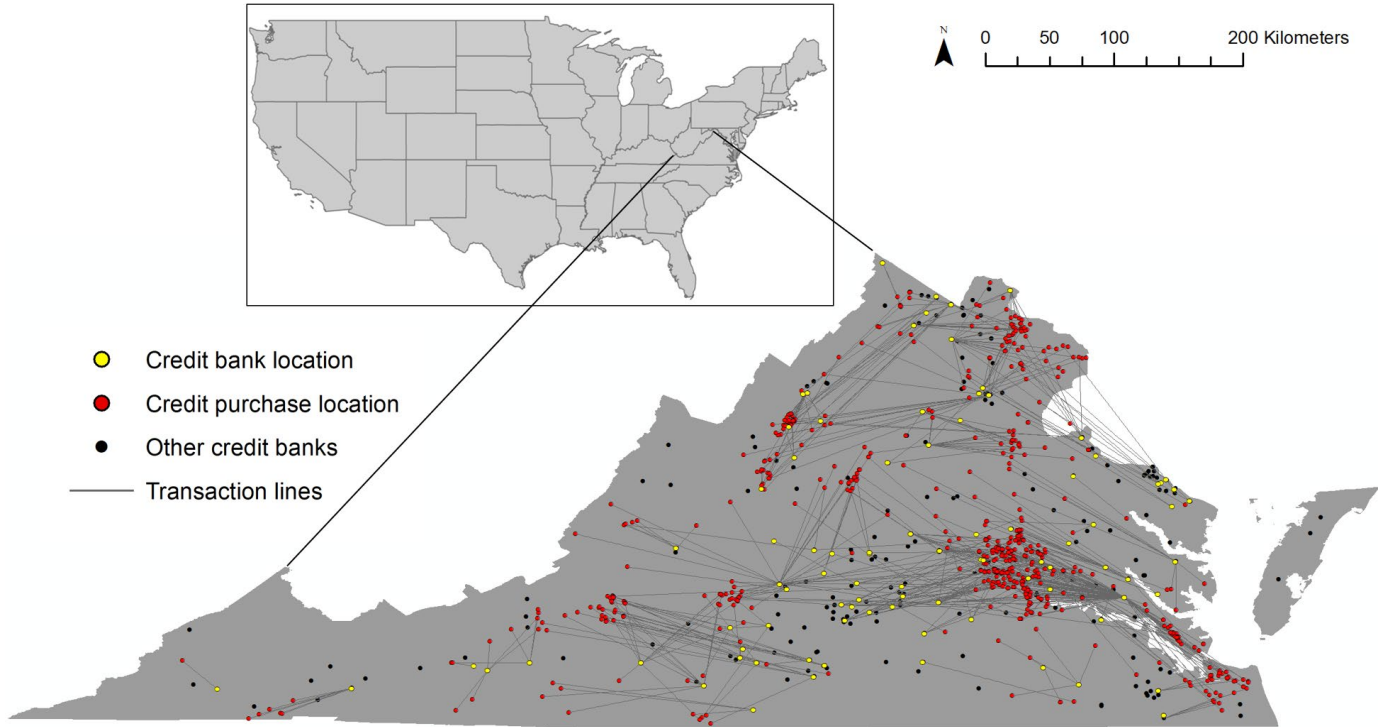 N
0 50 100 200 Kilometers
Credit bank location
Credit purchase location
Other credit banks
Transaction lines